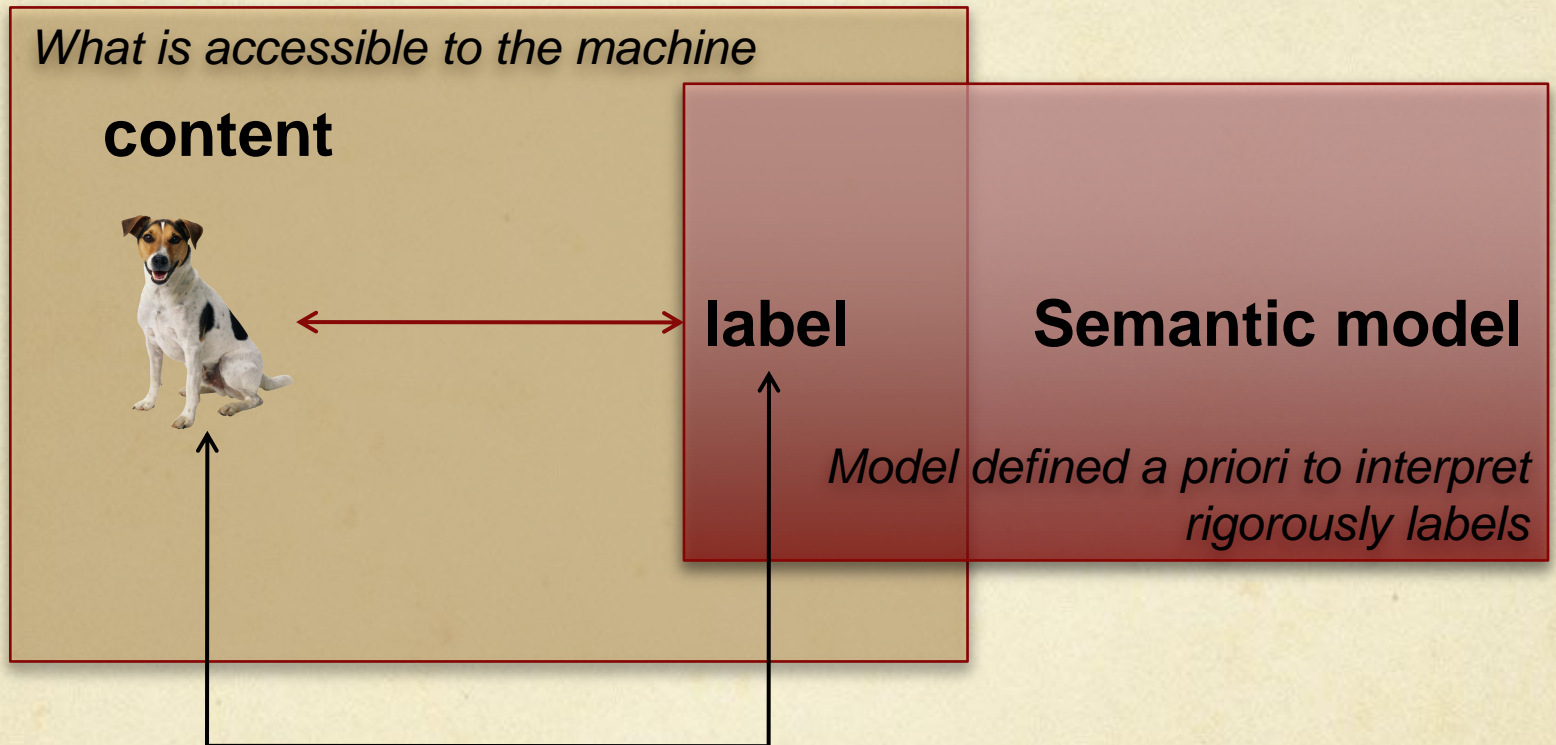 What is accessible to the machine
content
label
Semantic model
Model defined a priori to interpret
rigorously labels